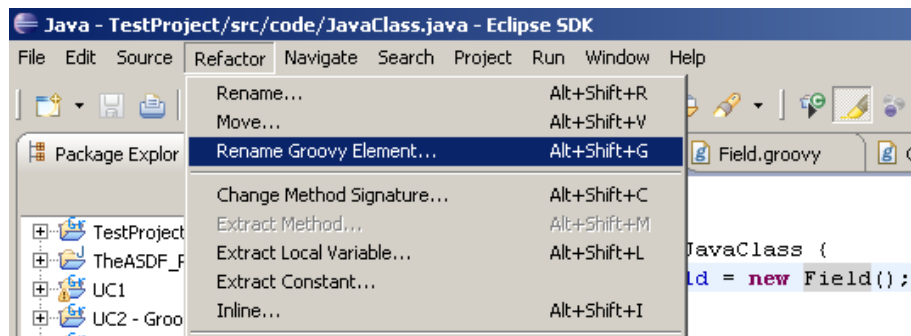 Java - TestProject/src/code/JavaClass.java - Eclipse SDK
File Edit Source Refactor Navigate Search Project Run Window Help
Rename... Alt+Shift+R
Move... Alt+Shift+V
Rename Groovy Element... Alt+Shift+G
Package Explor
Field.groovy
Change Method Signature... Alt+Shift+C
Extract Method... Alt+Shift+M
Extract Local Variable... Alt+Shift+L
Extract Constant...
Inline... Alt+Shift+I
TestProject
TheASDF_
UC1
UC2 - Groo
JavaClass {
ld = new Field();